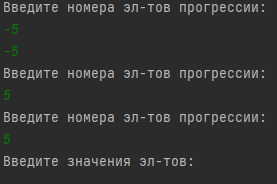 Введите номера эл-тов прогрессии:
-5
-5
Введите номера эл-тов прогрессии:
5
Введите номера эл-тов прогрессии:
5
Введите значения эл-тов: